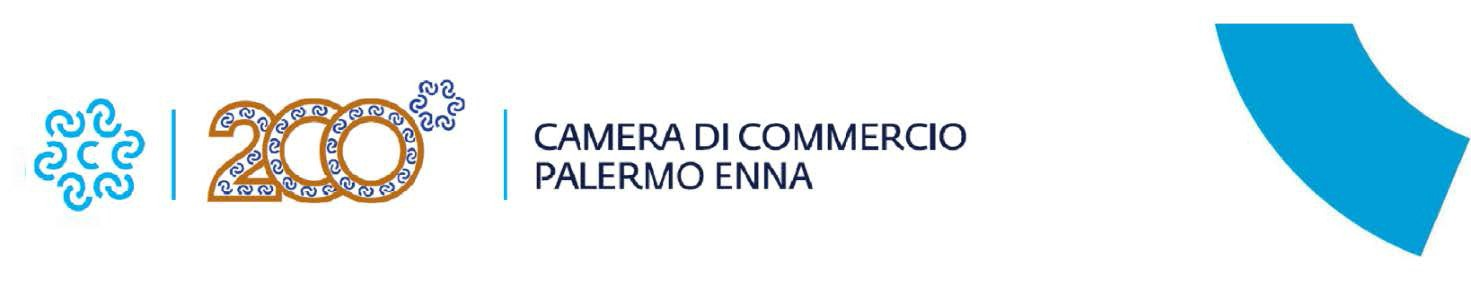 200°
CAMERA DI COMMERCIO
PALERMO ENNA